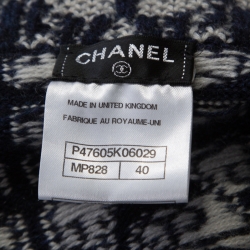 CHANEL
MADE IN UNITED KINGDOM
FABRIQUE AU ROYAUME-UNI
P47605K06029
MP828 40